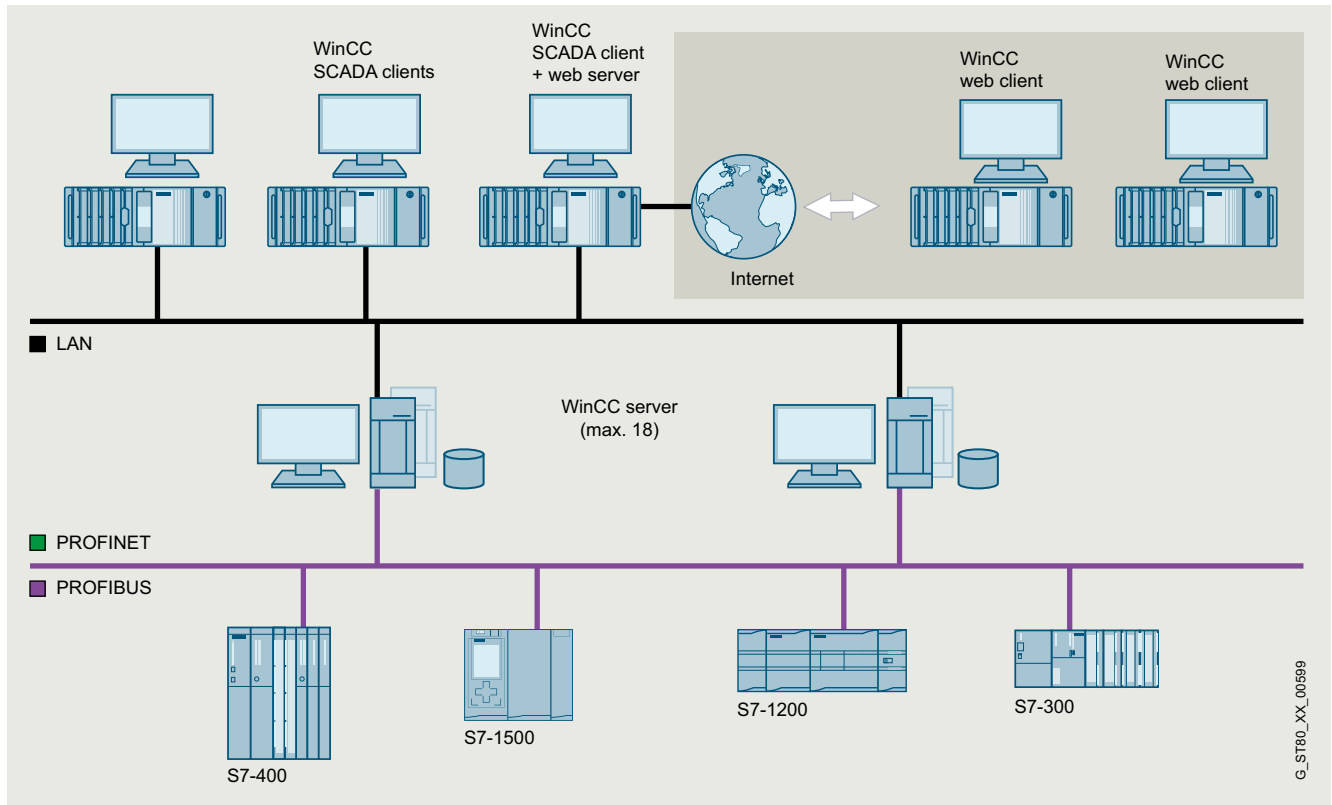 WinCC
SCADA clients
WinCC
SCADA client
+ web server
WinCC
web client
WinCC
web client
Internet
LAN
WinCC server
(max. 18)
PROFINET
PROFIBUS
S7-400
S7-1500
S7-1200
S7-300
G_ST80_XX_00599